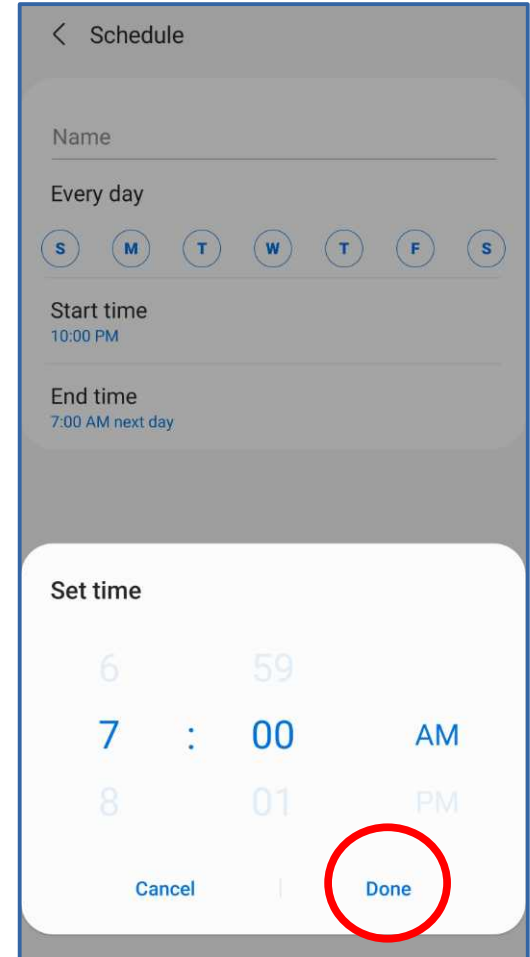 Schedule
Name
Every day
S M T W T F S
Start time
10:00 PM
End time
7:00 AM next day
Set time
6 59
7 : 00 AM
8 01 PM
Cancel Done